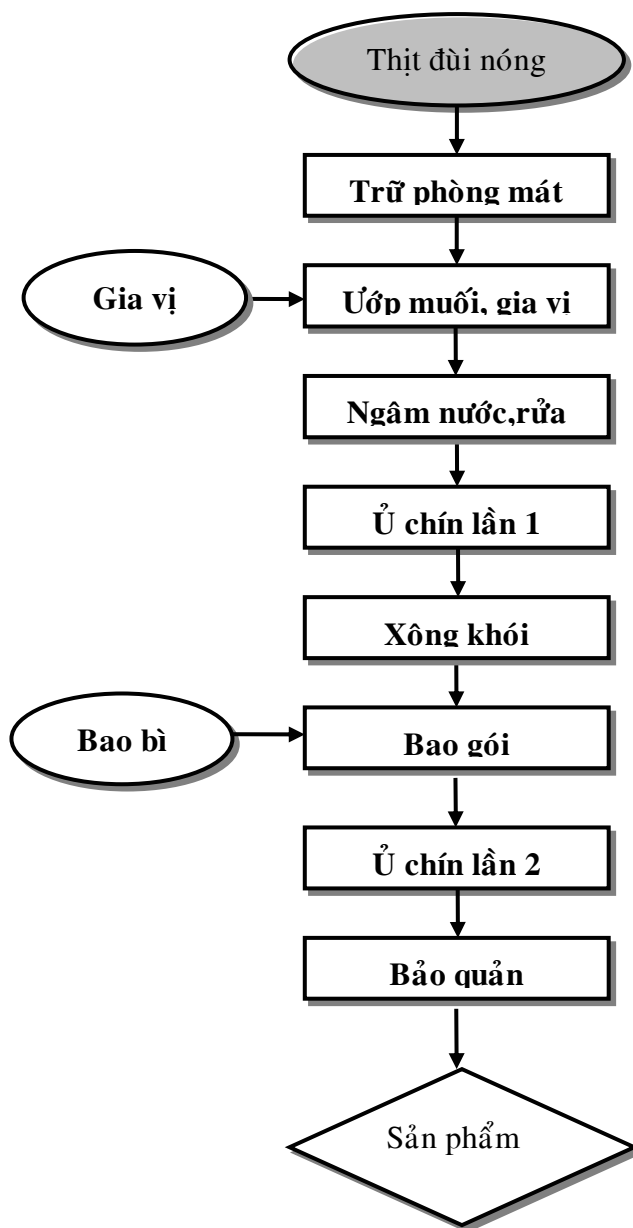 Thịt đùi nóng
Trữ phòng mát
Gia vị
Ướp muối, gia vị
Ngâm nước,rửa
Ủ chín lần 1
Xông khói
Bao bì
Bao gói
Ủ chín lần 2
Bảo quản
Sản phẩm